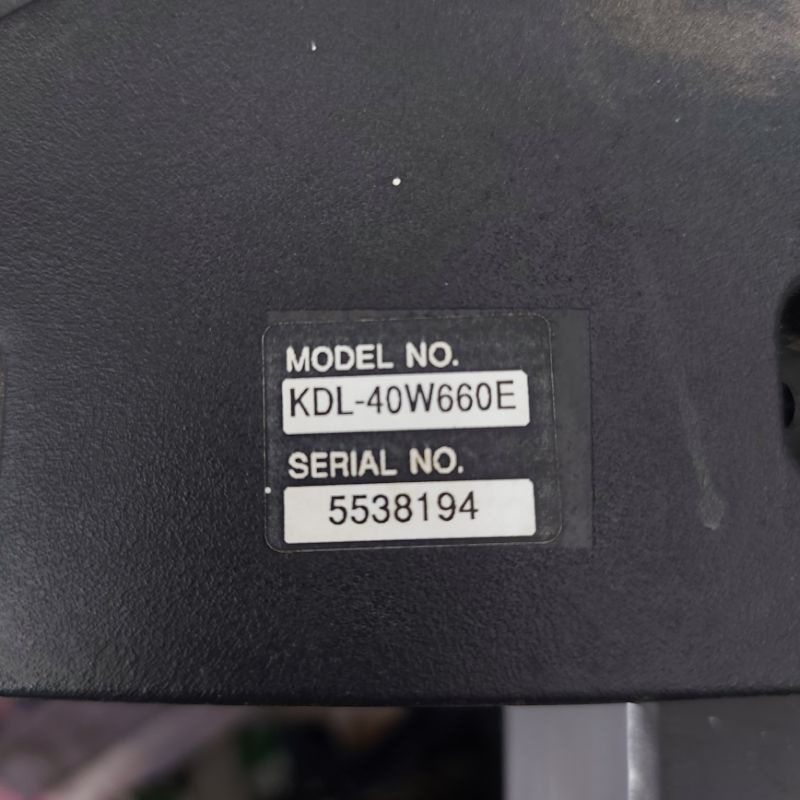 MODEL NO.
KDL-40W660E
SERIAL NO.
5538194